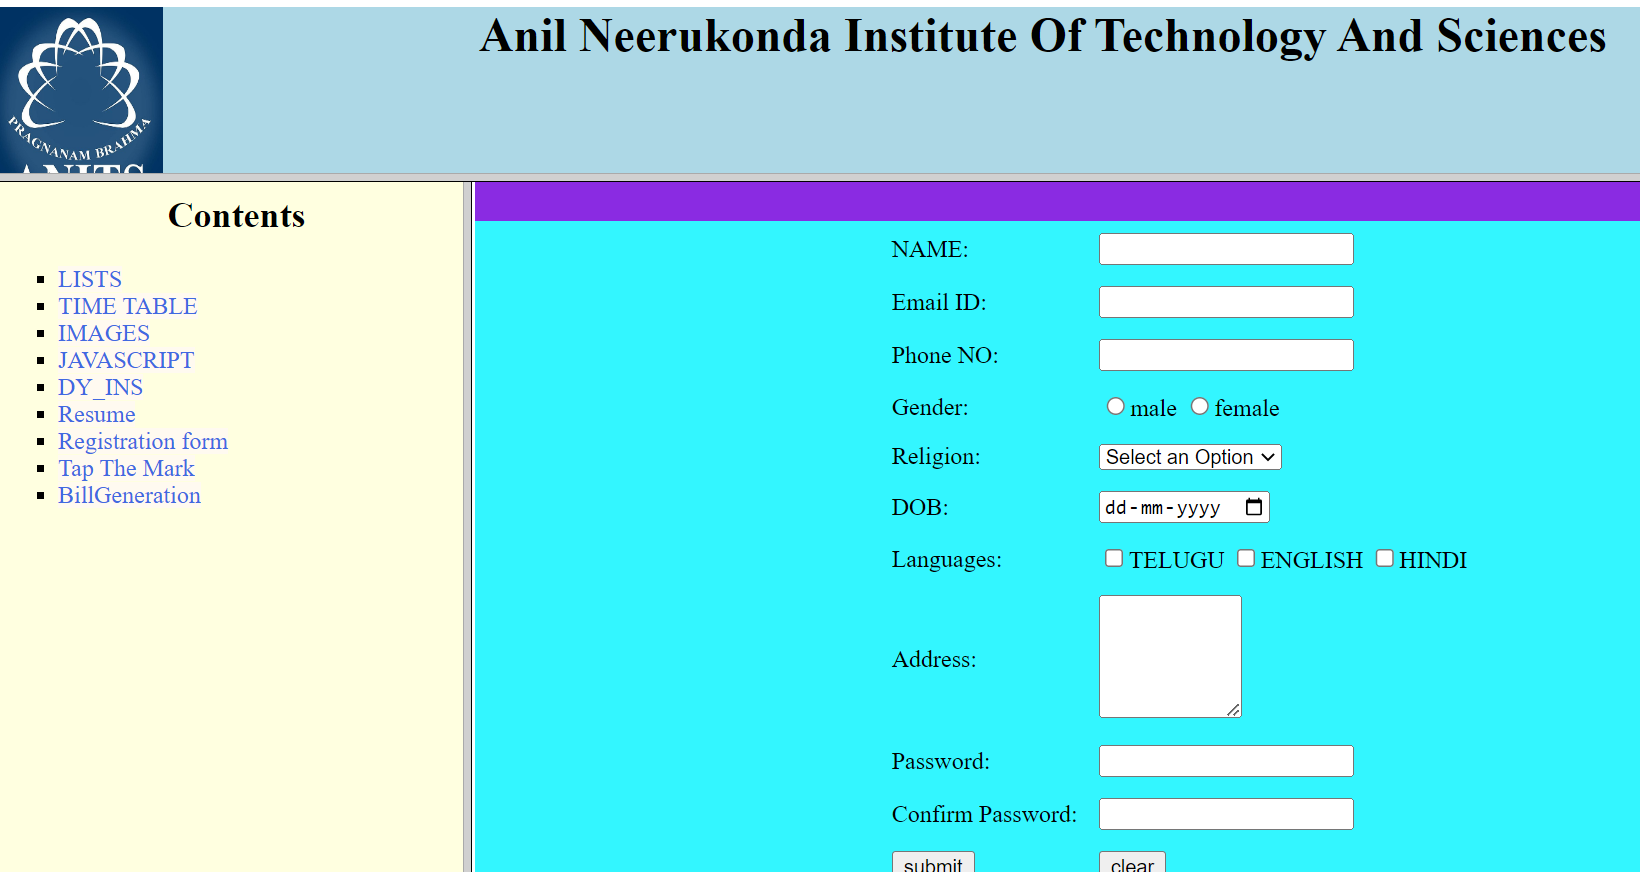 Anil Neerukonda Institute Of Technology And Sciences
PRAGNANAM BRAHMA
ANITS
Contents
LISTS
TIME TABLE
IMAGES
JAVASCRIPT
DY_INS
Resume
Registration form
Tap The Mark
BillGeneration
NAME:
Email ID:
Phone NO:
Gender: male female
Religion: Select an Option
DOB: dd-mm-yyyy
Languages: TELUGU ENGLISH HINDI
Address:
Password:
Confirm Password:
submit clear